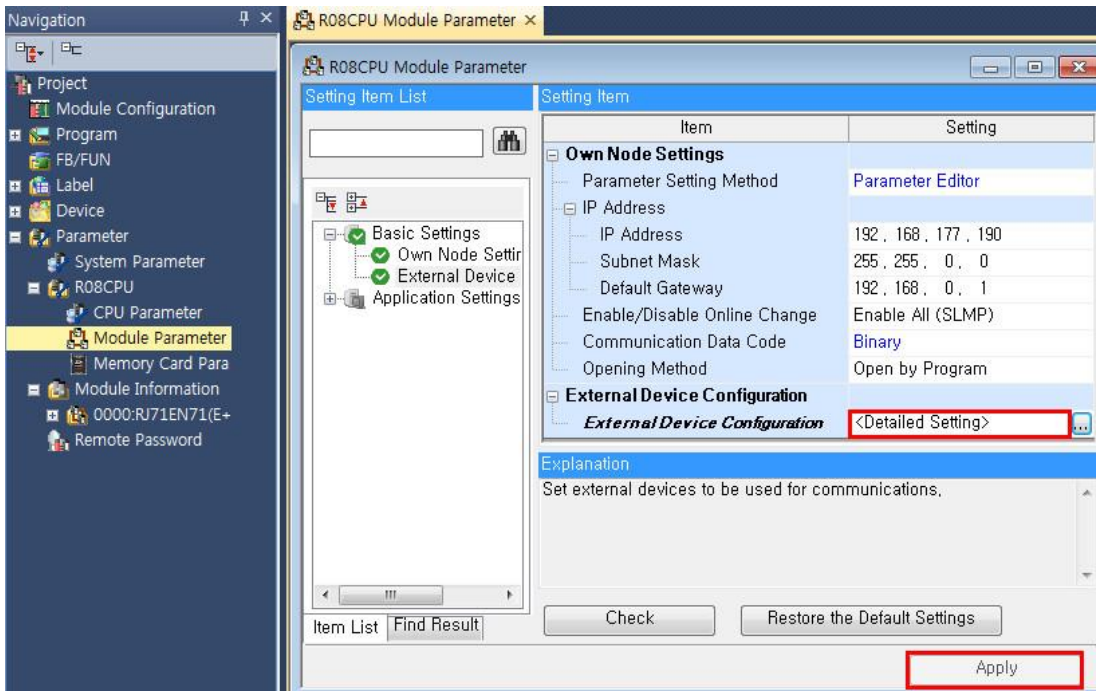 Navigation
Project
Module Configuration
Program
FB/FUN
Label
Device
Parameter
System Parameter
R08CPU
CPU Parameter
Module Parameter
Memory Card Para
Module Information
0000:RJ71EN71(E+
Remote Password
R08CPU Module Parameter
R08CPU Module Parameter
Setting Item List
Basic Settings
Own Node Settir
External Device
Application Settings
Item List Find Result
Setting Item
Item Setting
Own Node Settings
Parameter Setting Method Parameter Editor
IP Address
IP Address 192 . 168 . 177 . 190
Subnet Mask 255 . 255 . 0 . 0
Default Gateway 192 . 168 . 0 . 1
Enable/Disable Online Change Enable All (SLMP)
Communication Data Code Binary
Opening Method Open by Program
External Device Configuration
External Device Configuration <Detailed Setting> ...
Explanation
Set external devices to be used for communications,
Check Restore the Default Settings
Apply